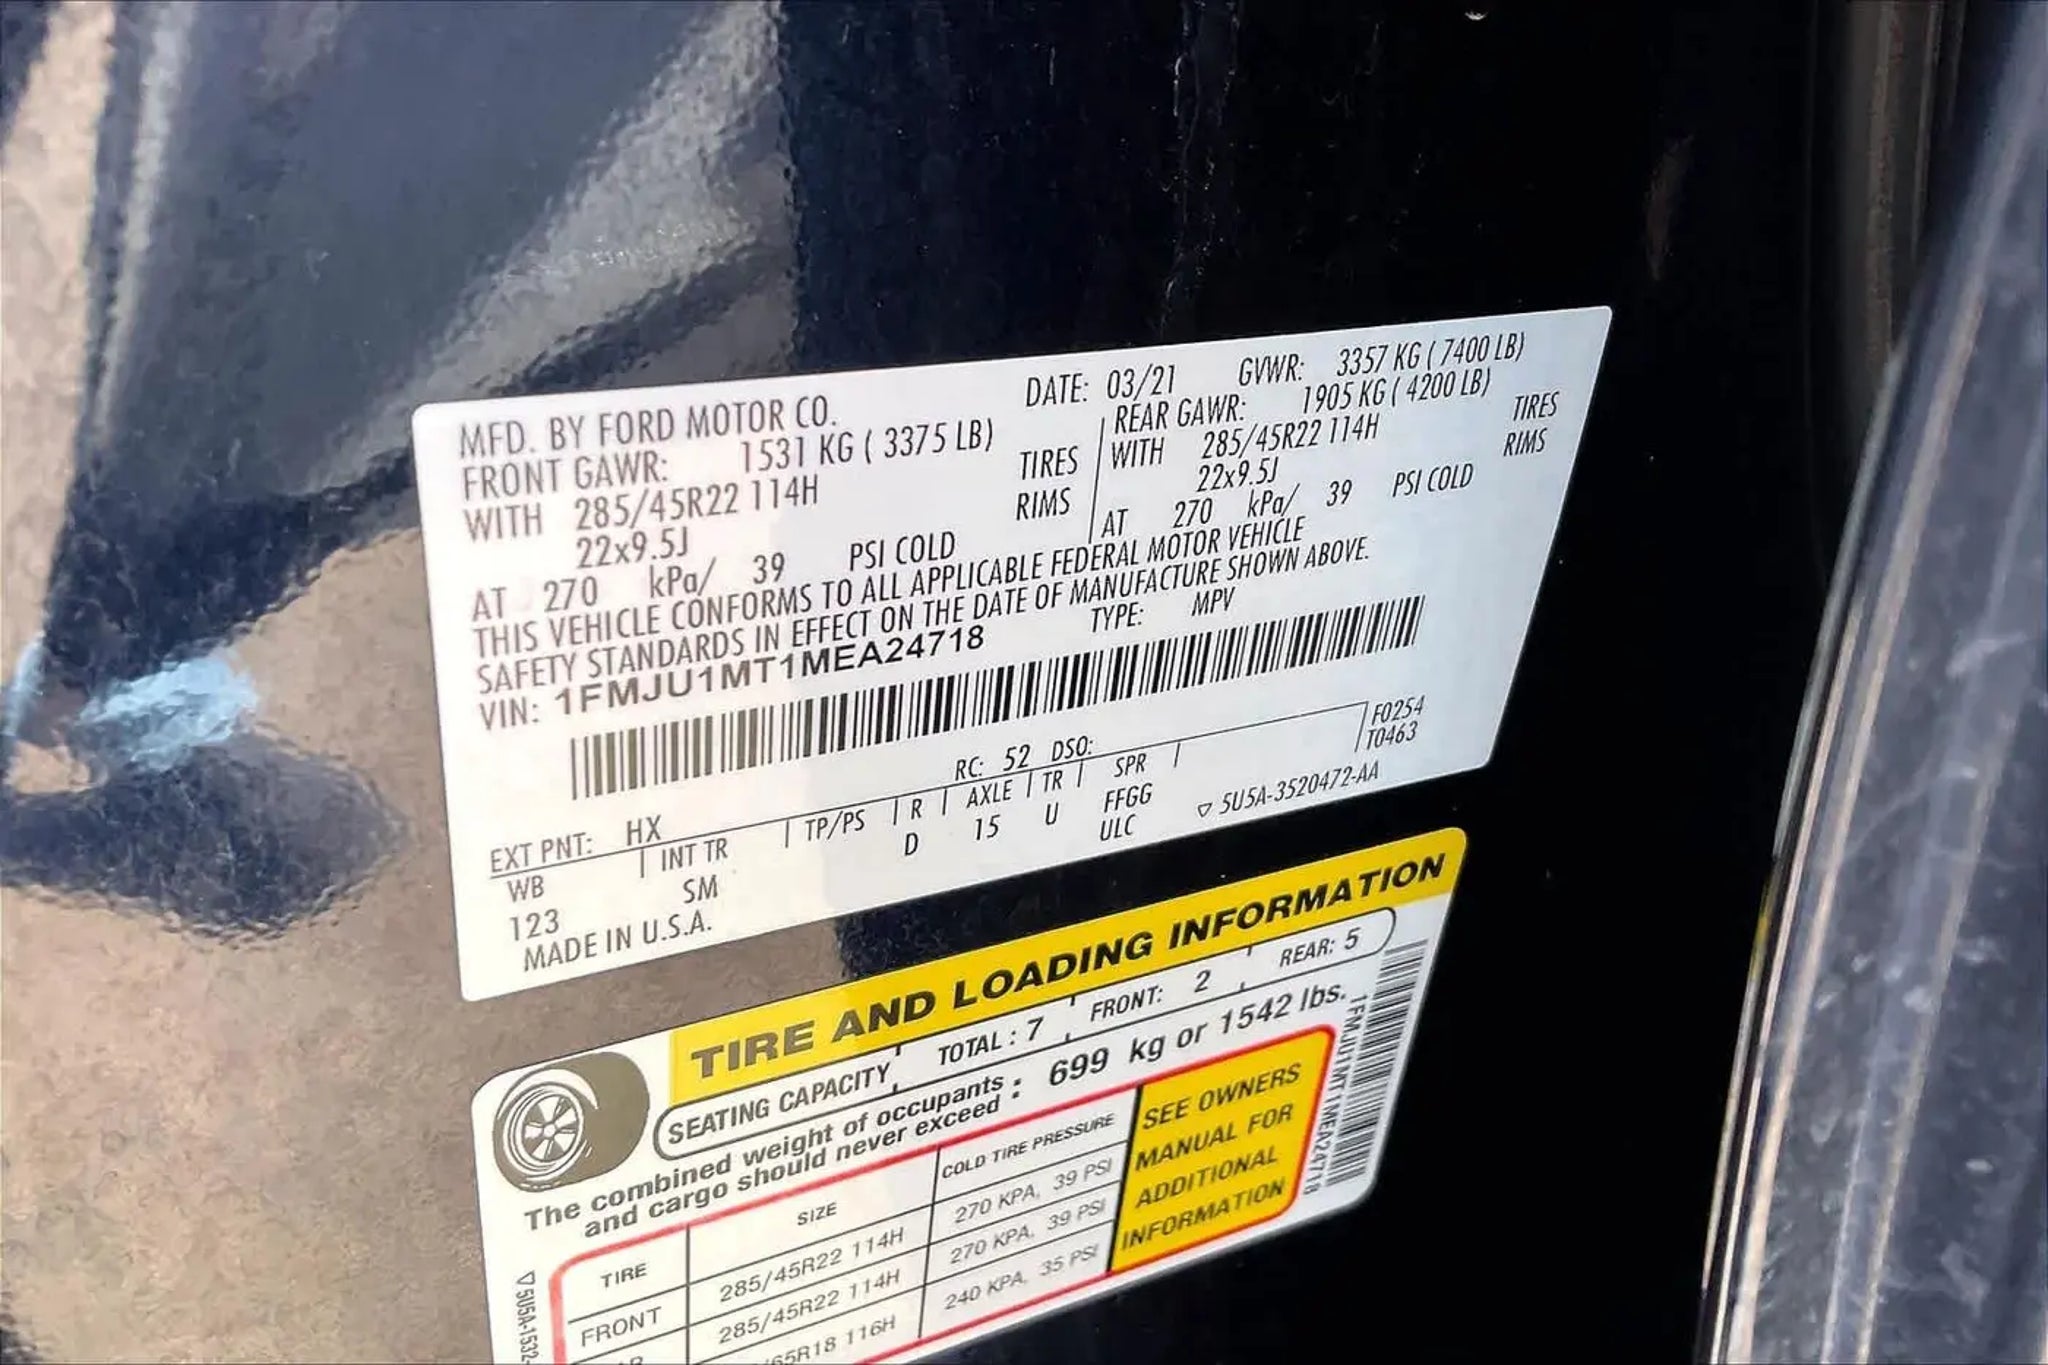 MFD. BY FORD MOTOR CO.
DATE: 03/21 GVWR: 3357 KG ( 7400 LB)
FRONT GAWR: 1531 KG ( 3375 LB)
WITH 285/45R22 114H TIRES
22x9.5J RIMS
AT 270 kPa/ 39 PSI COLD
REAR GAWR: 1905 KG ( 4200 LB)
WITH 285/45R22 114H TIRES
22x9.5J RIMS
AT 270 kPa/ 39 PSI COLD
THIS VEHICLE CONFORMS TO ALL APPLICABLE FEDERAL MOTOR VEHICLE
SAFETY STANDARDS IN EFFECT ON THE DATE OF MANUFACTURE SHOWN ABOVE.
VIN: 1FMJU1MT1MEA24718 TYPE: MPV
F0254
T0463
EXT PNT: HX RC: 52 DSO:
WB INT TR TP/PS R AXLE TR SPR
123 SM D 15 U FFGG
ULC
MADE IN U.S.A. 5U5A-3520472-AA
TIRE AND LOADING INFORMATION
SEATING CAPACITY TOTAL : 7 FRONT: 2 REAR: 5
The combined weight of occupants
and cargo should never exceed : 699 kg or 1542 lbs.
TIRE SIZE COLD TIRE PRESSURE
FRONT 285/45R22 114H 270 KPA, 39 PSI
285/45R22 114H 270 KPA, 39 PSI
/65R18 116H 240 KPA, 35 PSI
SEE OWNERS
MANUAL FOR
ADDITIONAL
INFORMATION
1FMJU1MT1MEA24718
5U5A-1532-